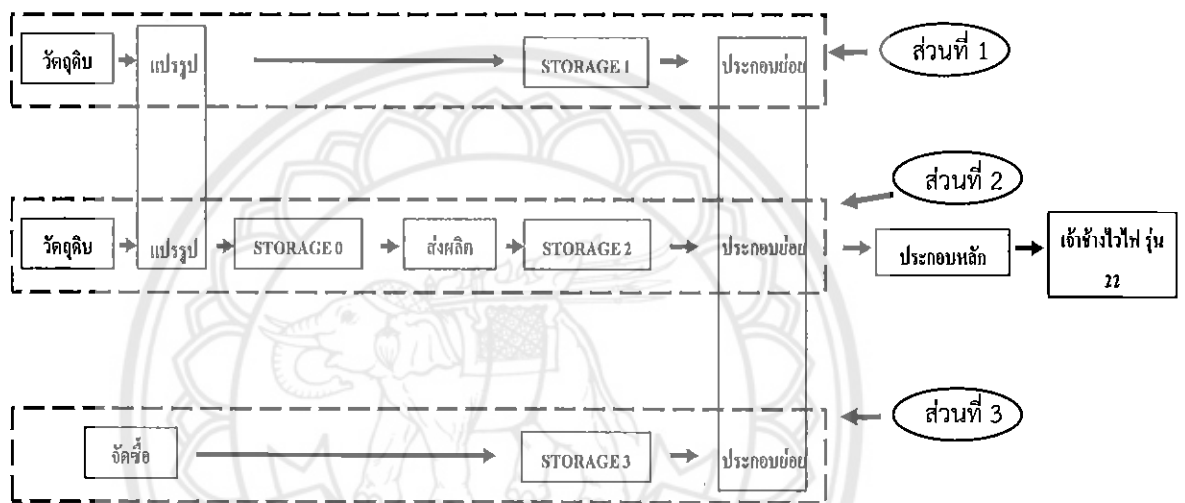 วัตถุดิบ แปรรูป STORAGE 1 ประกอบย่อย ส่วนที่ 1
ส่วนที่ 2
วัตถุดิบ แปรรูป STORAGE 0 ส่งผลิต STORAGE 2 ประกอบย่อย ประกอบหลัก เจ้าช้างไวไฟ รุ่น
22
ส่วนที่ 3
จัดซื้อ STORAGE 3 ประกอบย่อย